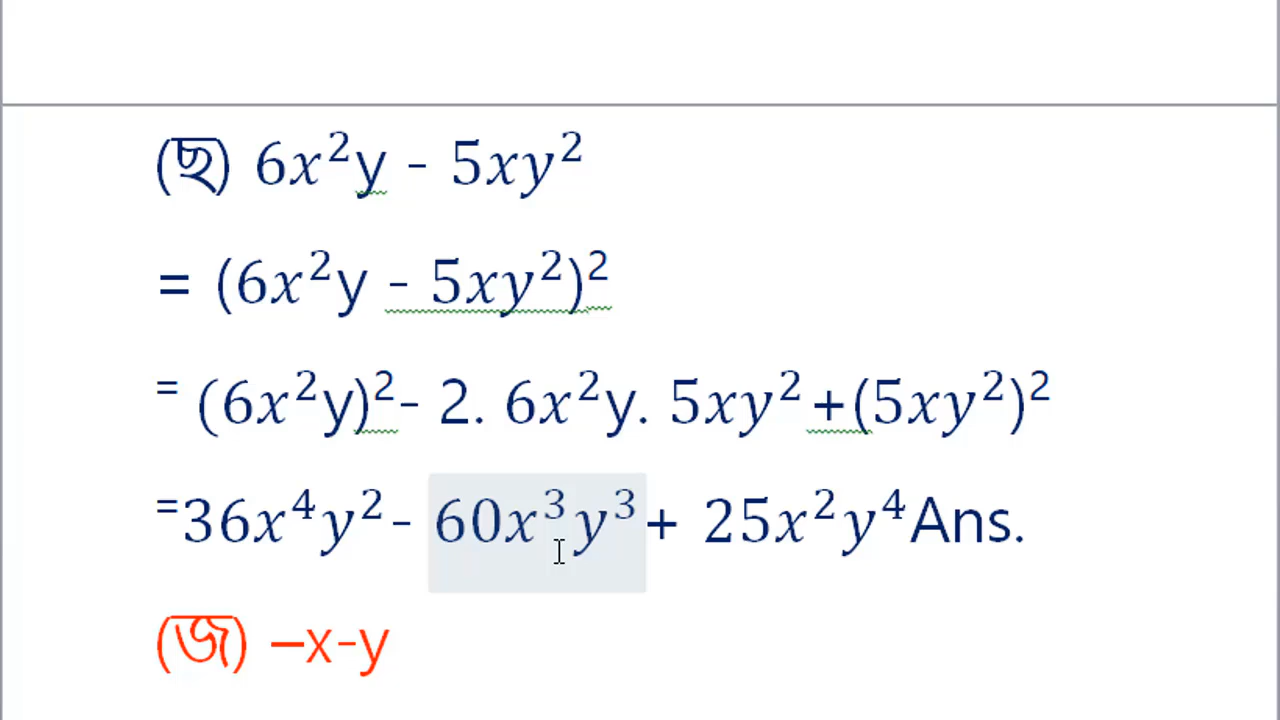 (ছ) 6x²y - 5xy²
= (6x²y - 5xy²)²
= (6x²y)²- 2. 6x²y. 5xy² +(5xy²)²
=36x⁴y²- 60x³y³+ 25x²y⁴Ans.
(জ) –x-y